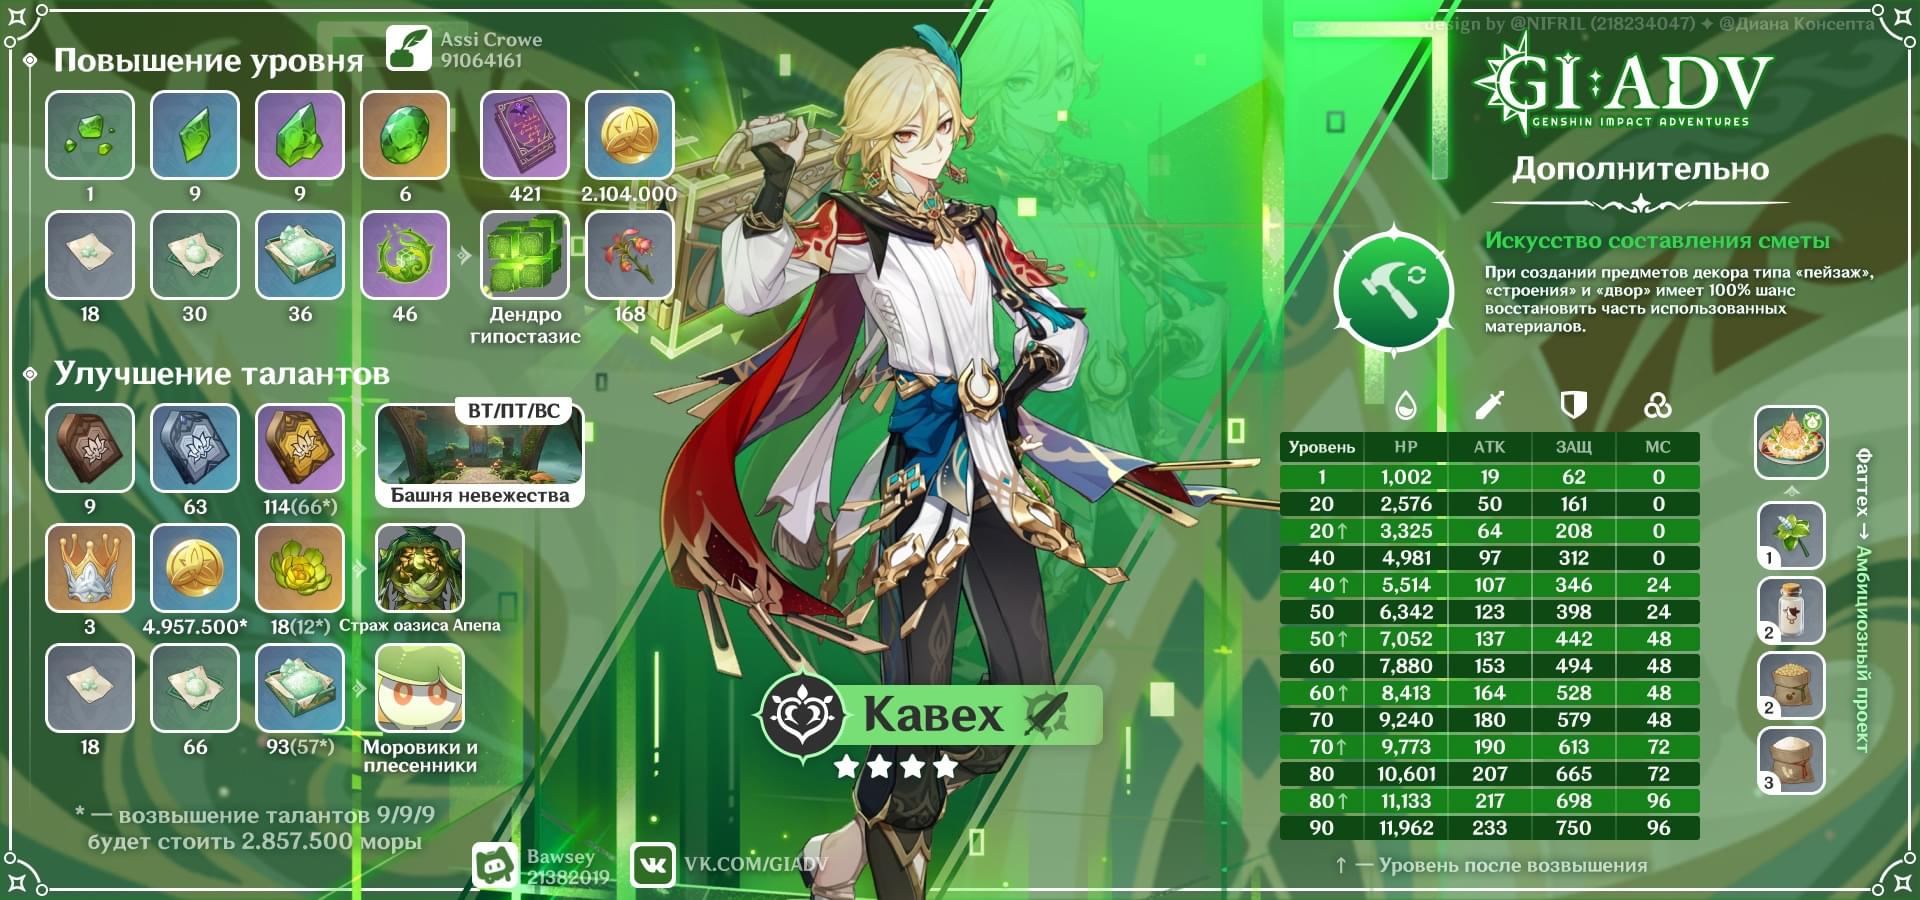 design by @NIFRIL (218234047) ✦ @Диана Консепта
Повышение уровня
Assi Crowe
91064161
1 9 9 6 421 2.104.000
18 30 36 46 Дендро гипостазис 168
Улучшение талантов
ВТ/ПТ/ВС
Башня невежества
9 63 114(66*)
3 4.957.500* 18(12*) Страж оазиса Апепа
18 66 93(57*) Моровики и
плесенники
* — возвышение талантов 9/9/9
будет стоить 2.857.500 моры
Bawsey
21382019
VK.COM/GIADV
Кавех
GI ADV
GENSHIN IMPACT ADVENTURES
Дополнительно
Искусство составления сметы
При создании предметов декора типа «пейзаж»,
«строения» и «двор» имеет 100% шанс
восстановить часть использованных
материалов.
Уровень HP АТК ЗАЩ МС
1 1,002 19 62 0
20 2,576 50 161 0
20↑ 3,325 64 208 0
40 4,981 97 312 0
40↑ 5,514 107 346 24
50 6,342 123 398 24
50↑ 7,052 137 442 48
60 7,880 153 494 48
60↑ 8,413 164 528 48
70 9,240 180 579 48
70↑ 9,773 190 613 72
80 10,601 207 665 72
80↑ 11,133 217 698 96
90 11,962 233 750 96
↑ — Уровень после возвышения
1
2
2
3
Фаттех → Амбициозный проект